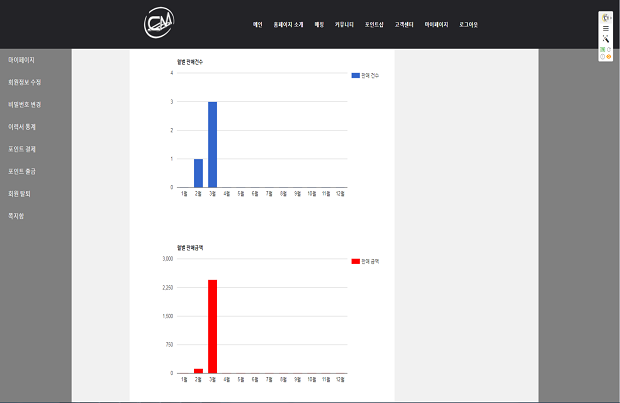 CM
메인 홈페이지 소개 매칭 커뮤니티 포인트샵 고객센터 마이페이지 로그아웃
마이페이지
회원정보 수정
비밀번호 변경
이력서 통계
포인트 결제
포인트 출금
회원 탈퇴
쪽지함
월별 판매건수
판매 건수
4
3
2
1
0
1월 2월 3월 4월 5월 6월 7월 8월 9월 10월 11월 12월
월별 판매금액
판매 금액
3,000
2,250
1,500
750
0
1월 2월 3월 4월 5월 6월 7월 8월 9월 10월 11월 12월